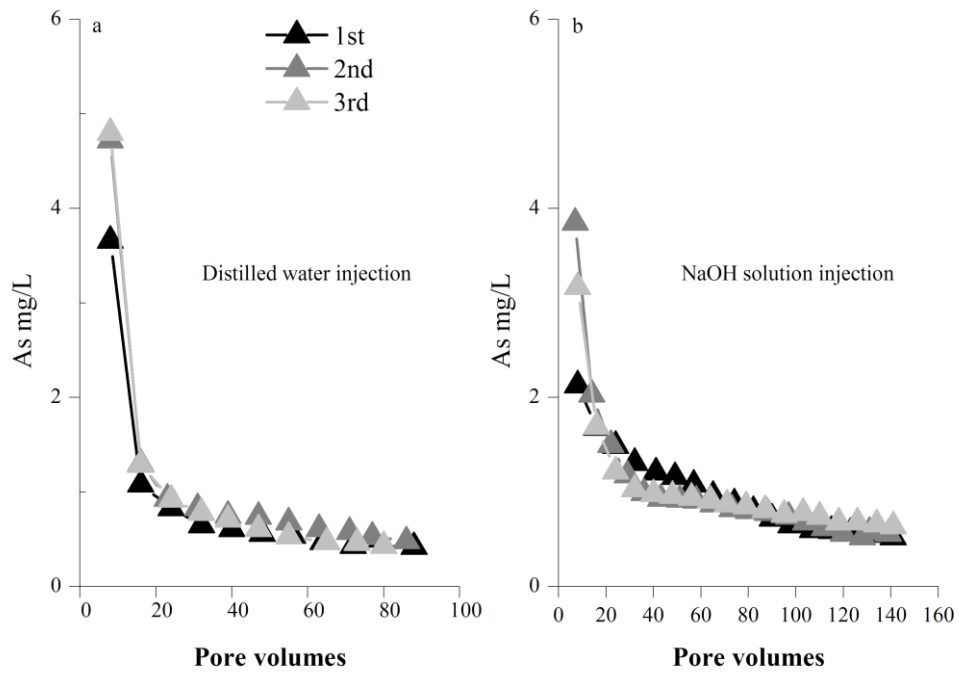 a
1st
2nd
3rd
Distilled water injection
As mg/L
0
2
4
6
0 20 40 60 80 100
Pore volumes
b
NaOH solution injection
As mg/L
0
2
4
6
0 20 40 60 80 100 120 140 160
Pore volumes